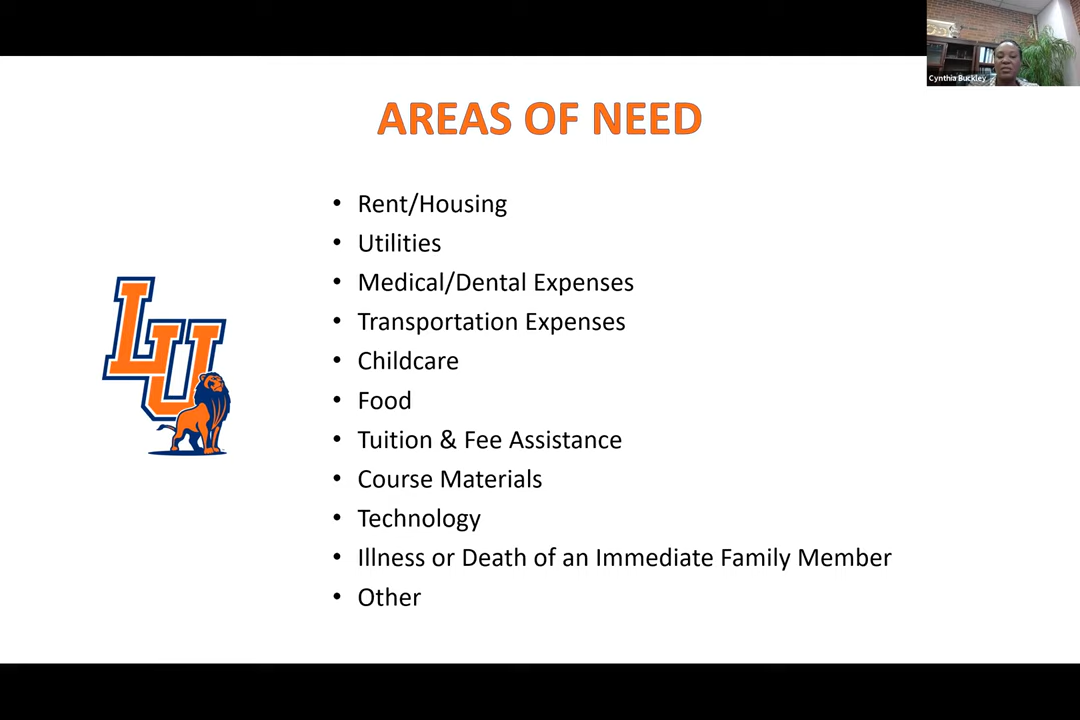 Cynthia Buckley
AREAS OF NEED
• Rent/Housing
• Utilities
• Medical/Dental Expenses
• Transportation Expenses
• Childcare
• Food
• Tuition & Fee Assistance
• Course Materials
• Technology
• Illness or Death of an Immediate Family Member
• Other
LU